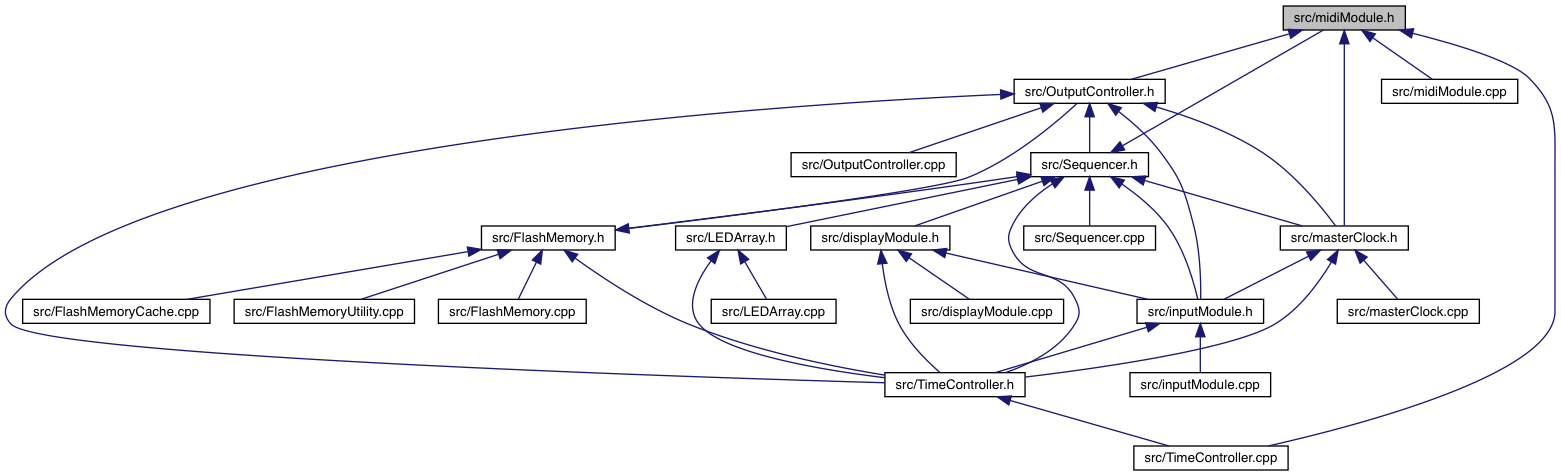 src/midiModule.h
src/OutputController.h
src/midiModule.cpp
src/OutputController.cpp
src/Sequencer.h
src/FlashMemory.h
src/LEDArray.h
src/displayModule.h
src/Sequencer.cpp
src/masterClock.h
src/FlashMemoryCache.cpp
src/FlashMemoryUtility.cpp
src/FlashMemory.cpp
src/LEDArray.cpp
src/displayModule.cpp
src/inputModule.h
src/masterClock.cpp
src/TimeController.h
src/inputModule.cpp
src/TimeController.cpp